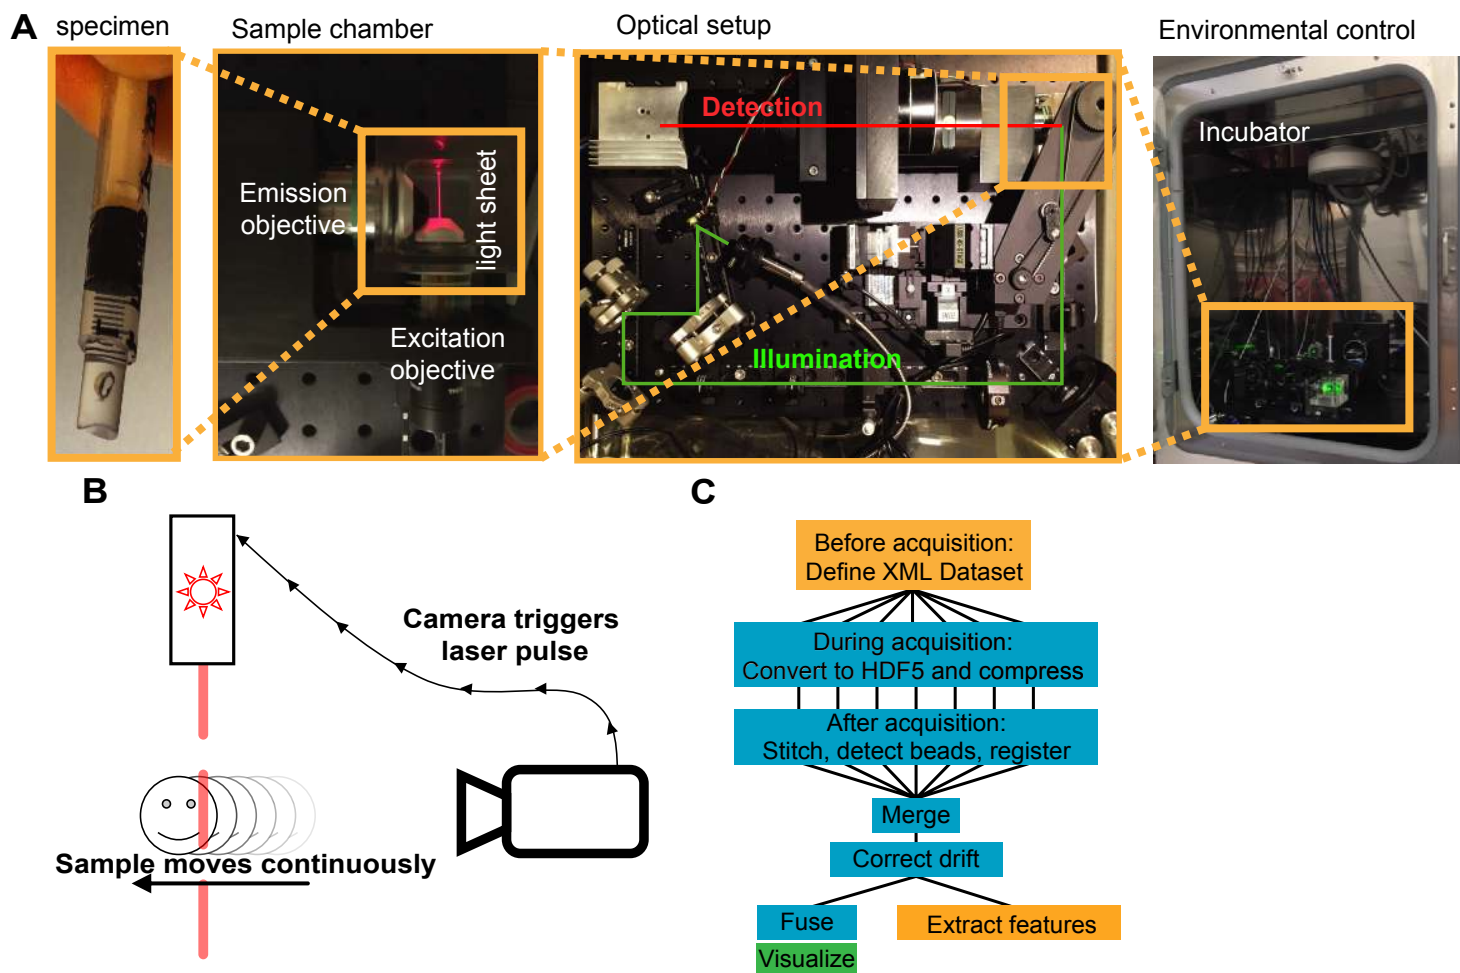 A
specimen
Sample chamber
Optical setup
Environmental control
Emission
objective
light sheet
Excitation
objective
Detection
Illumination
Incubator
B
Camera triggers
laser pulse
Sample moves continuously
C
Before acquisition:
Define XML Dataset
During acquisition:
Convert to HDF5 and compress
After acquisition:
Stitch, detect beads, register
Merge
Correct drift
Fuse
Extract features
Visualize